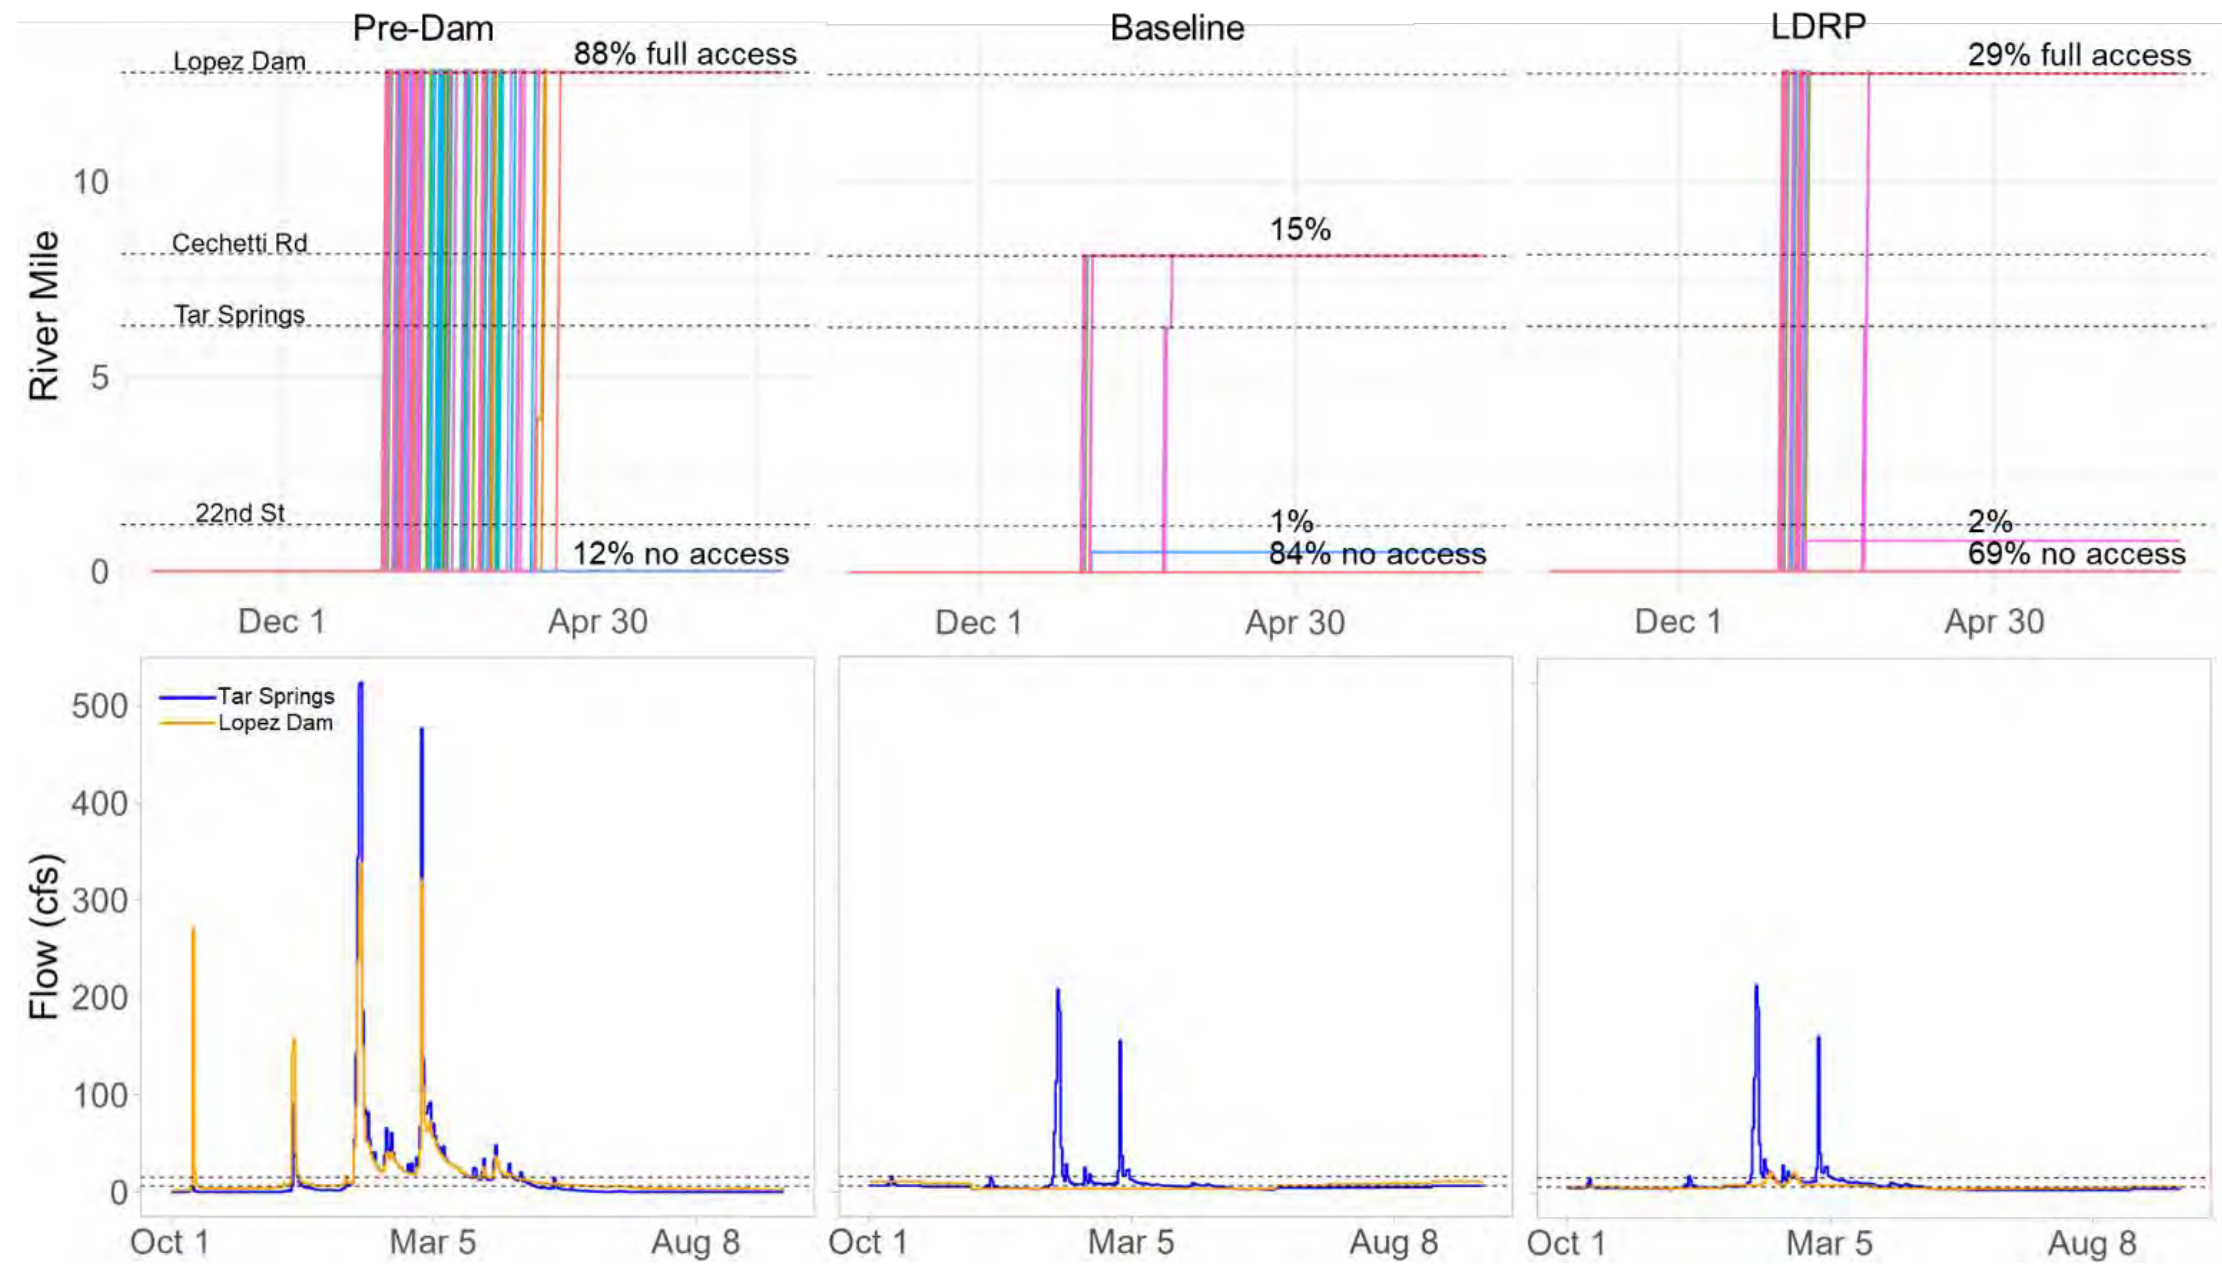 Pre-Dam
Baseline
LDRP
Lopez Dam
88% full access
29% full access
10
Cechetti Rd
15%
Tar Springs
River Mile
5
22nd St
1%
2%
12% no access
84% no access
69% no access
0
Dec 1
Apr 30
Dec 1
Apr 30
Dec 1
Apr 30
Tar Springs
Lopez Dam
500
400
300
200
100
0
Flow (cfs)
Oct 1
Mar 5
Aug 8
Oct 1
Mar 5
Aug 8
Oct 1
Mar 5
Aug 8